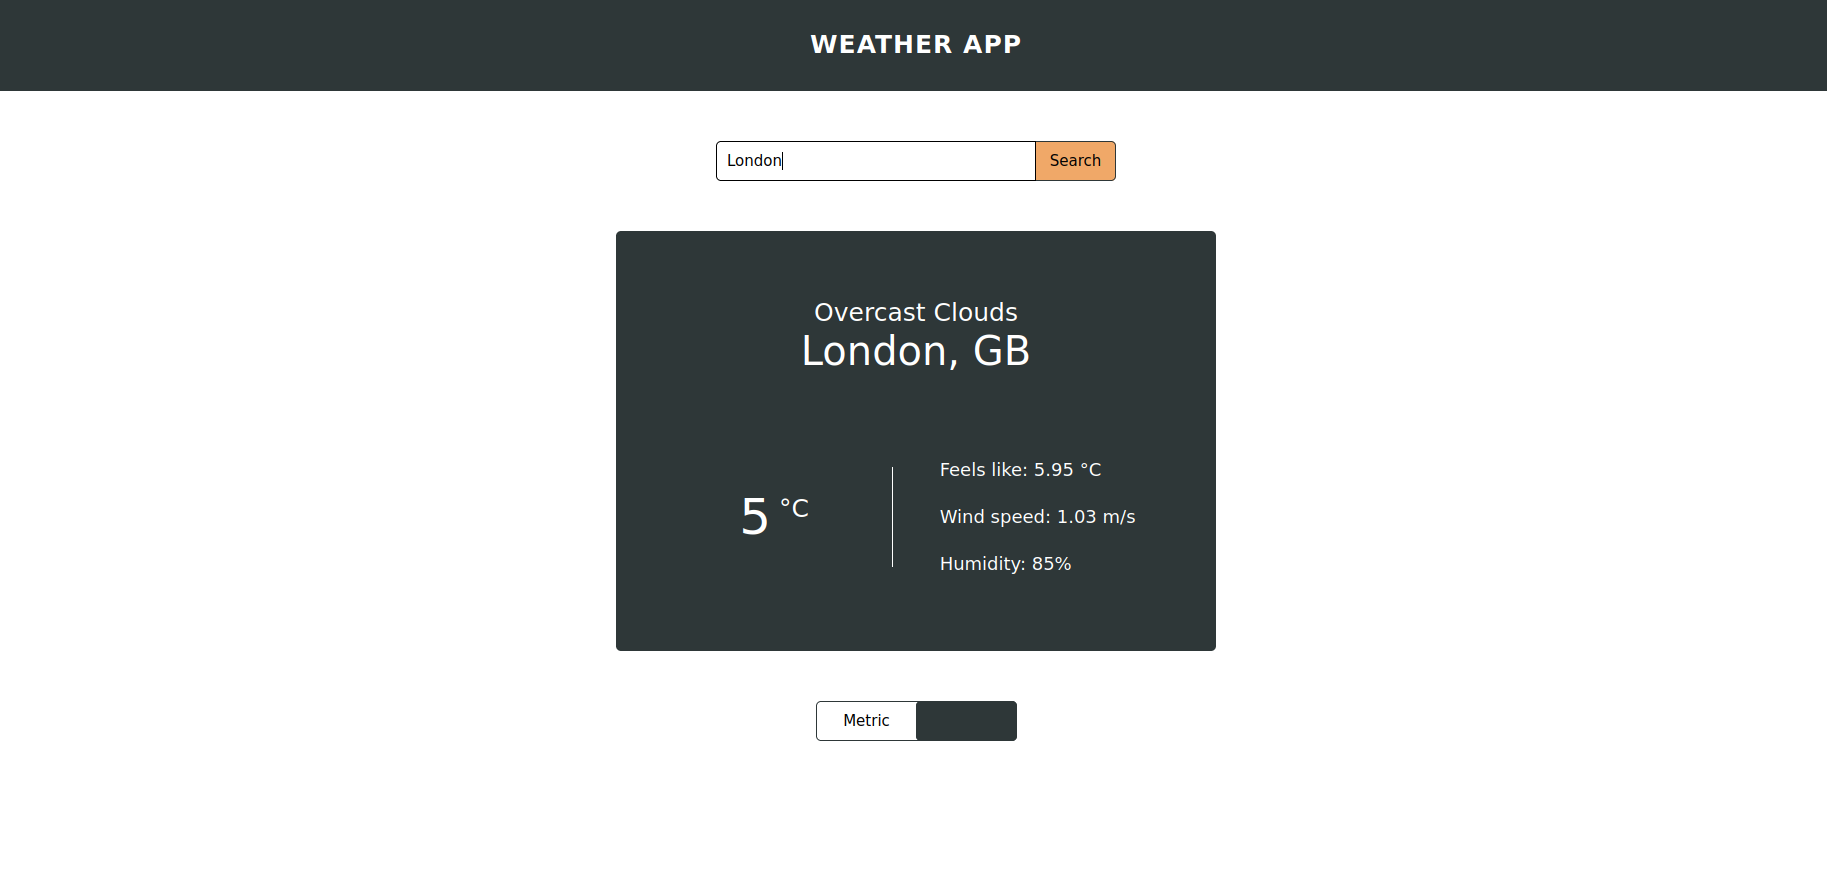 WEATHER APP
London Search
Overcast Clouds
London, GB
5 °C
Feels like: 5.95 °C
Wind speed: 1.03 m/s
Humidity: 85%
Metric